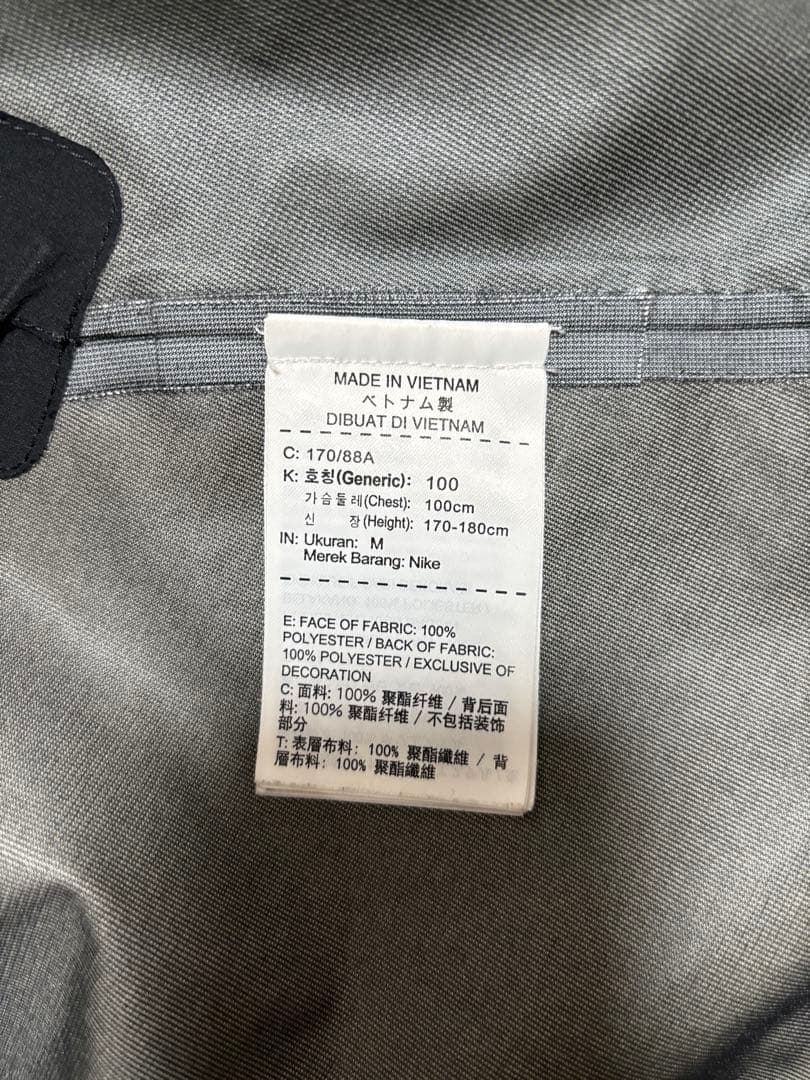 MADE IN VIETNAM
ベトナム製
DIBUAT DI VIETNAM
C: 170/88A
K: 호칭(Generic): 100
가슴둘레(Chest): 100cm
신 장(Height): 170-180cm
IN: Ukuran: M
Merek Barang: Nike
E: FACE OF FABRIC: 100%
POLYESTER / BACK OF FABRIC:
100% POLYESTER / EXCLUSIVE OF
DECORATION
C: 面料: 100% 聚酯纤维 / 背后面
料: 100% 聚酯纤维 / 不包括装饰
部分
T: 表層布料: 100% 聚酯纖維 / 背
層布料: 100% 聚酯纖維